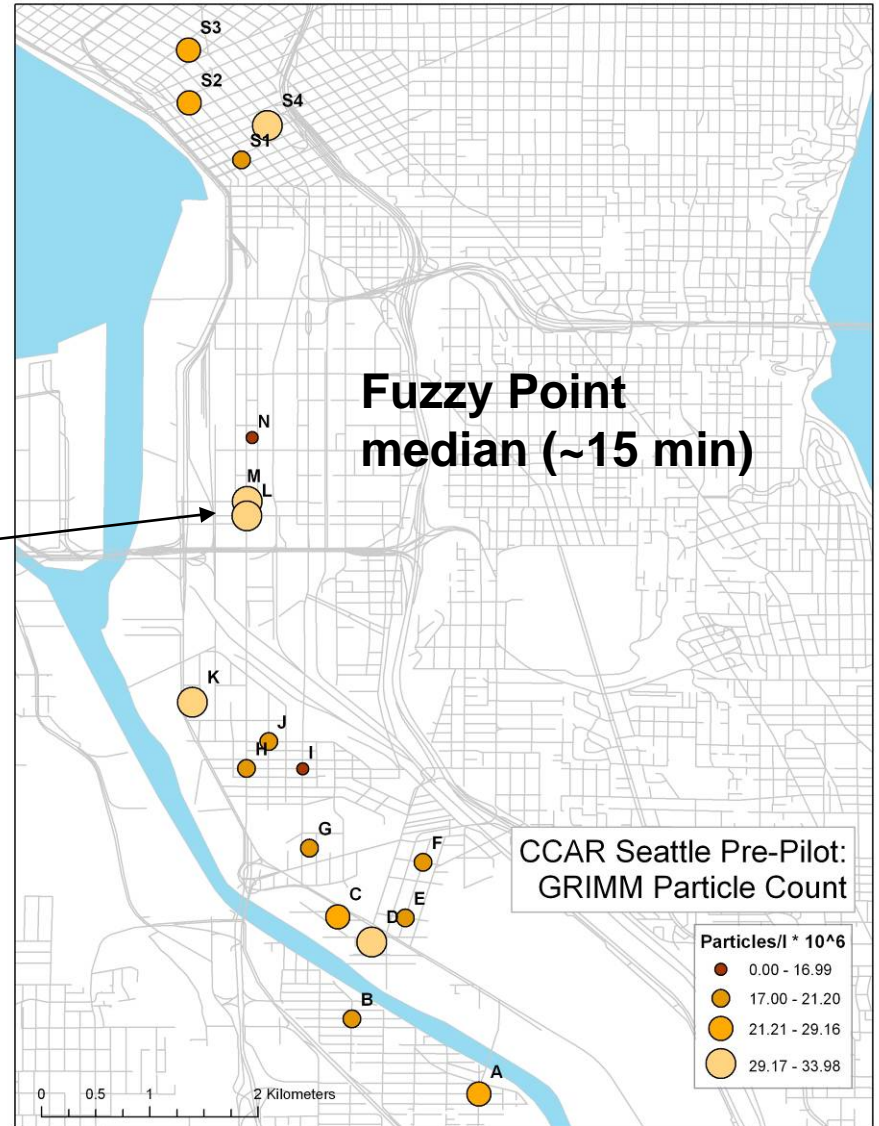 S3
S2
S4
S1
Fuzzy Point
median (~15 min)
N
M
L
K
J
H
I
G
F
CCAR Seattle Pre-Pilot:
GRIMM Particle Count
C
D
E
Particles/l * 10^6
0.00 - 16.99
17.00 - 21.20
21.21 - 29.16
29.17 - 33.98
B
A
0 0.5 1 2 Kilometers